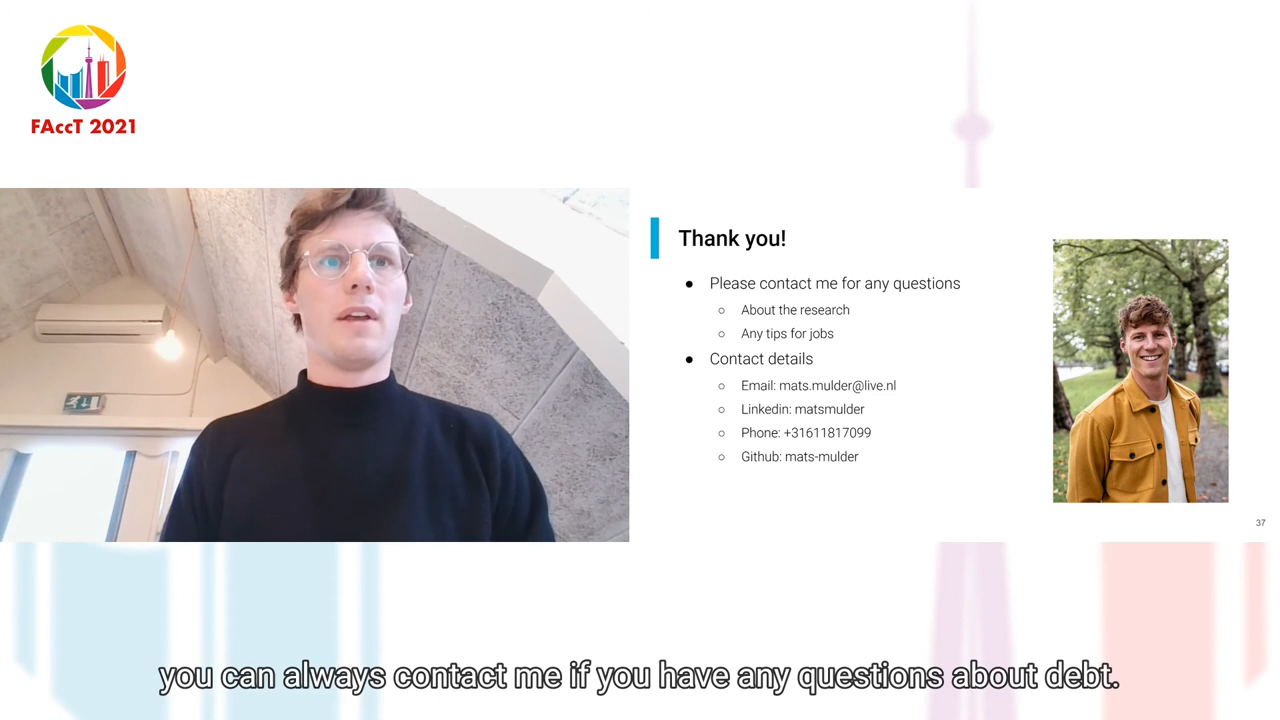 FAccT 2021
Thank you!
● Please contact me for any questions
○ About the research
○ Any tips for jobs
● Contact details
○ Email: mats.mulder@live.nl
○ Linkedin: matsmulder
○ Phone: +31611817099
○ Github: mats-mulder
37
you can always contact me if you have any questions about debt.